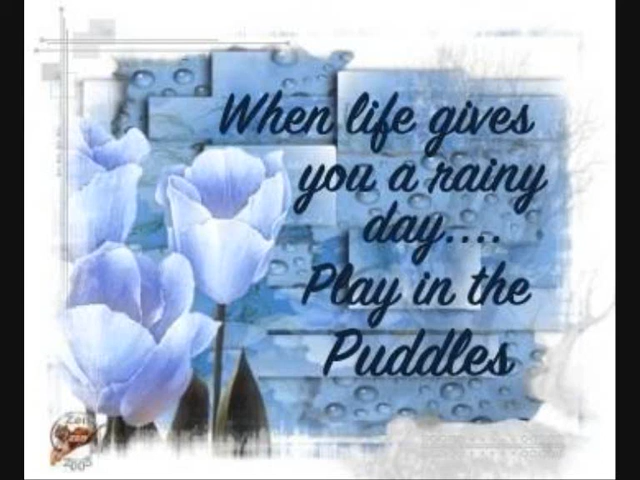 When life gives
you a rainy
day....
Play in the
Puddles